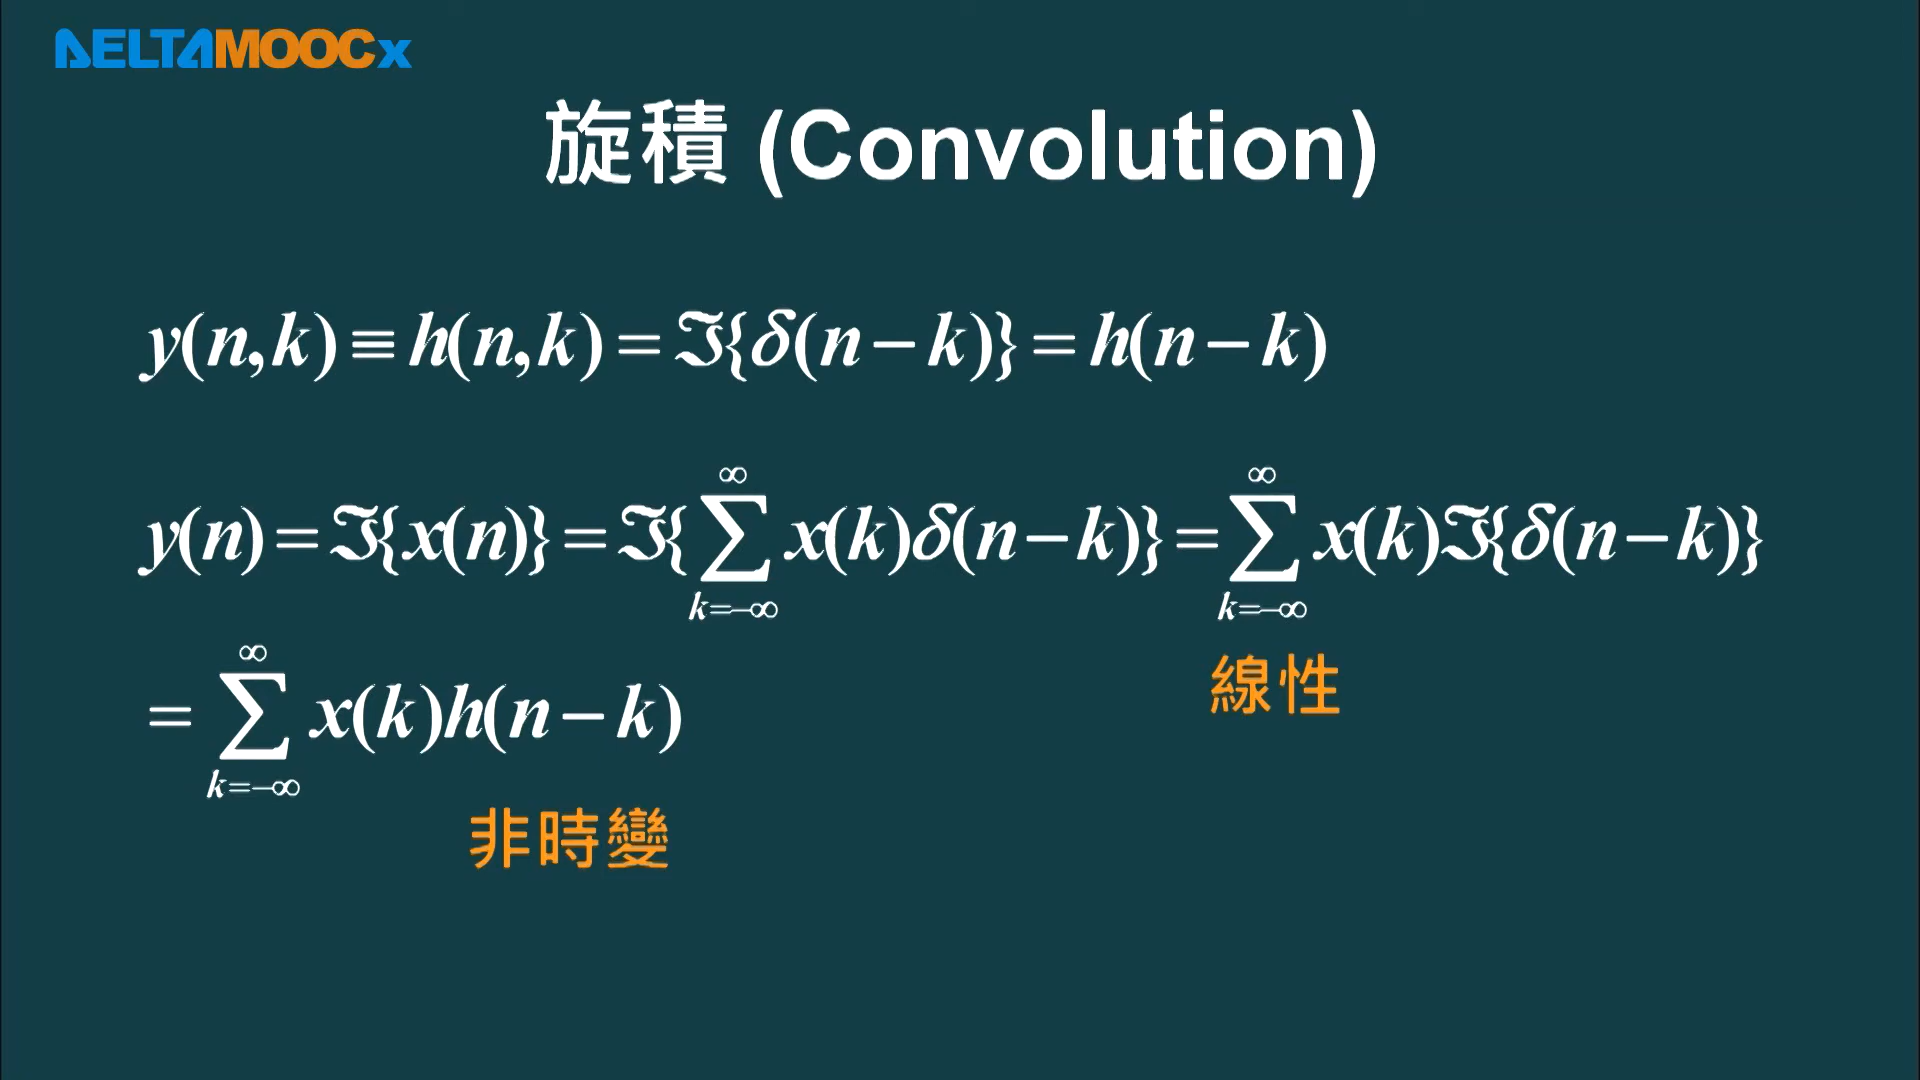 DELTAMOOCx
旋積 (Convolution)
y(n,k)≡h(n,k)=ℑ{δ(n−k)}=h(n−k)
y(n)=ℑ{x(n)}=ℑ{∑_{k=−∞}^{∞} x(k)δ(n−k)}=∑_{k=−∞}^{∞} x(k)ℑ{δ(n−k)}
線性
=∑_{k=−∞}^{∞} x(k)h(n−k)
非時變